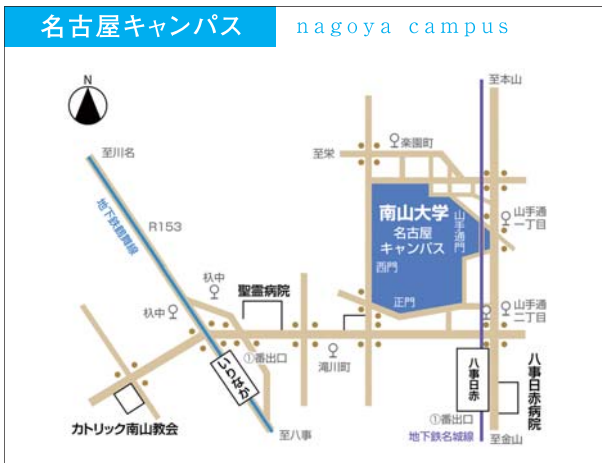 名古屋キャンパス
nagoya campus
N
至本山
楽園町
至川名
至栄
南山大学
名古屋
キャンパス
山手通門
山手通
一丁目
地下鉄鶴舞線
R153
西門
杁中
聖霊病院
正門
杁中
山手通
二丁目
①番出口
滝川町
いりなか
八事日赤
八事日赤病院
カトリック南山教会
至八事
①番出口
地下鉄名城線
至金山